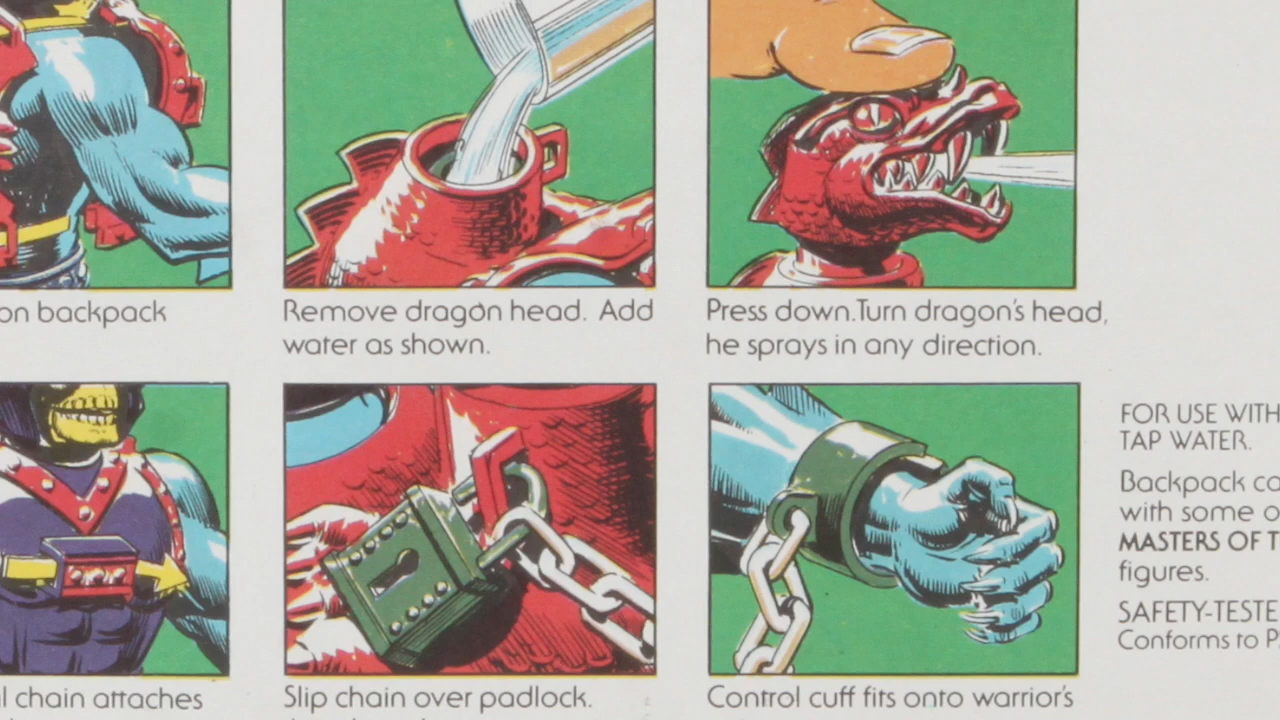 on backpack
Remove dragon head. Add
water as shown.
Press down.Turn dragon's head,
he sprays in any direction.
FOR USE WITH
TAP WATER.
Backpack
with some
MASTERS OF
figures.
SAFETY-TESTE
Conforms to
chain attaches
Slip chain over padlock.
Control cuff fits onto warrior's